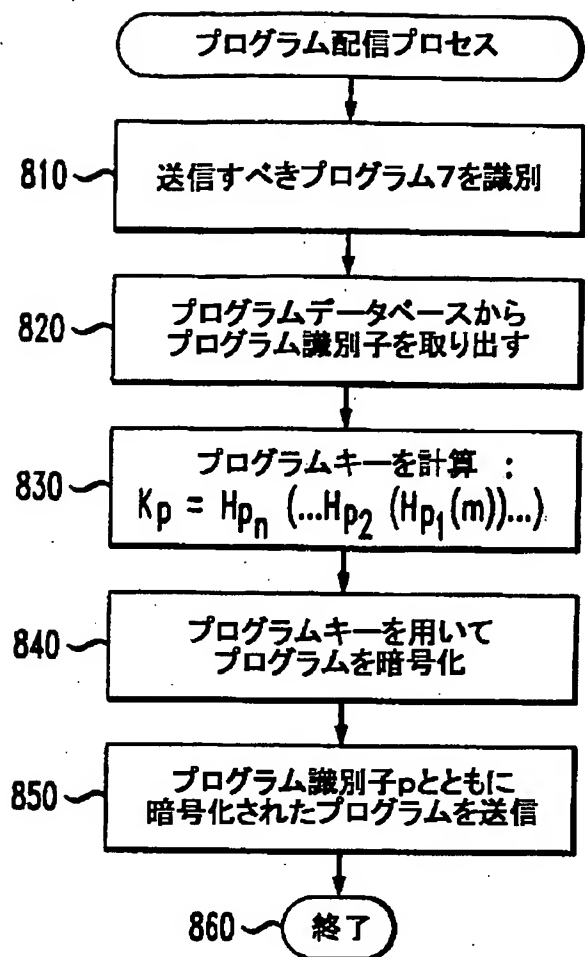 プログラム配信プロセス
810 送信すべきプログラム7を識別
プログラムデータベースから
820 プログラム識別子を取り出す
プログラムキーを計算:
830 Kp = Hpn (...Hp2 (Hp1(m))...)
プログラムキーを用いて
840 プログラムを暗号化
プログラム識別子pとともに
850 暗号化されたプログラムを送信
860 終了